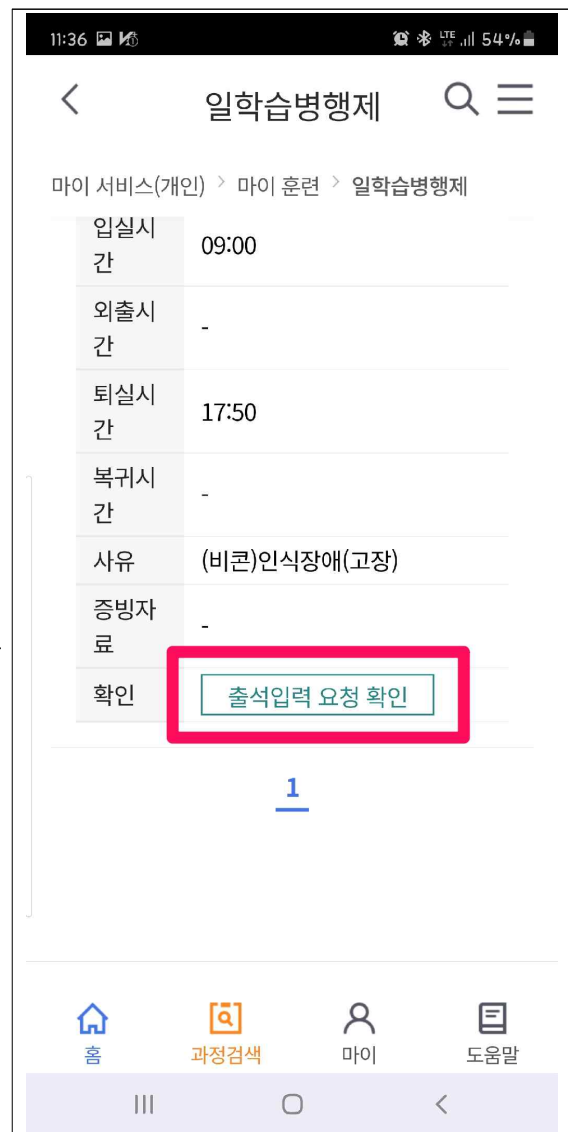 11:36 LTE 54%
일학습병행제
마이 서비스(개인) > 마이 훈련 > 일학습병행제
입실시
간
09:00
외출시
간
-
퇴실시
간
17:50
복귀시
간
-
사유 (비콘)인식장애(고장)
증빙자
료
-
확인 출석입력 요청 확인
1
홈 과정검색 마이 도움말